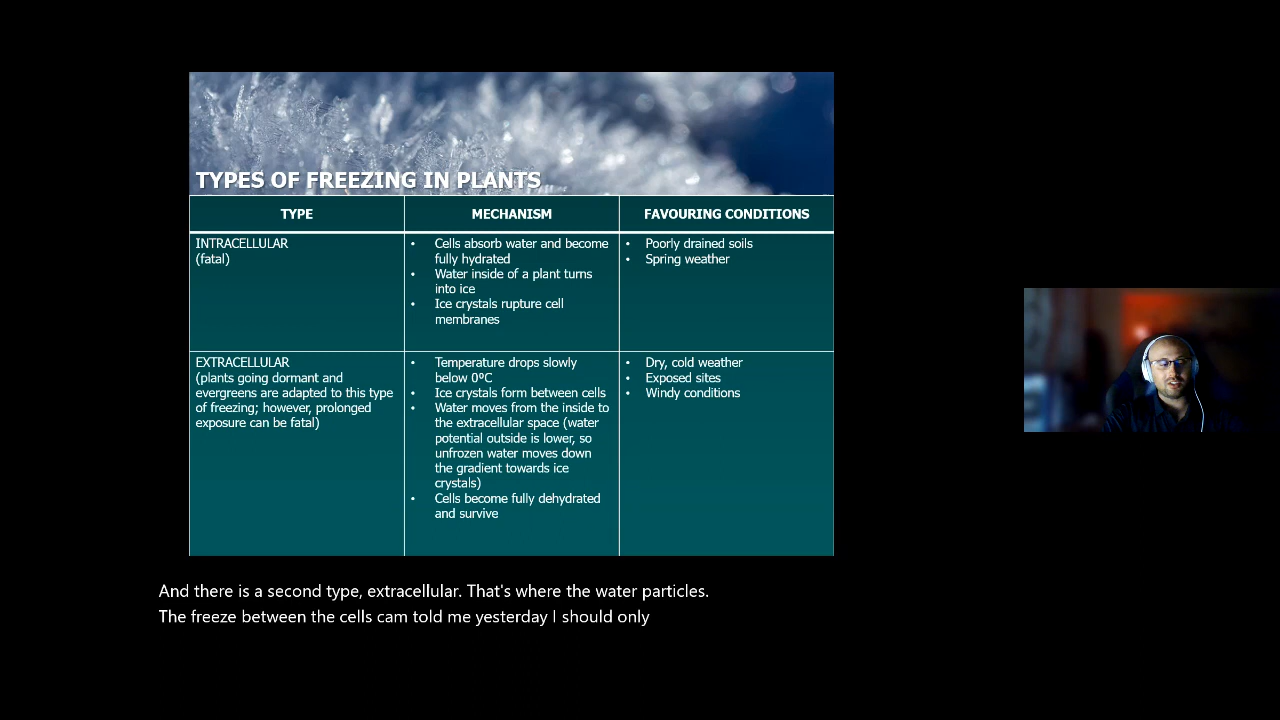 TYPES OF FREEZING IN PLANTS
TYPE
MECHANISM
FAVOURING CONDITIONS
INTRACELLULAR
(fatal)
• Cells absorb water and become
fully hydrated
• Water inside of a plant turns
into ice
• Ice crystals rupture cell
membranes
• Poorly drained soils
• Spring weather
EXTRACELLULAR
(plants going dormant and
evergreens are adapted to this type
of freezing; however, prolonged
exposure can be fatal)
• Temperature drops slowly
below 0ºC
• Ice crystals form between cells
• Water moves from the inside to
the extracellular space (water
potential outside is lower, so
unfrozen water moves down
the gradient towards ice
crystals)
• Cells become fully dehydrated
and survive
• Dry, cold weather
• Exposed sites
• Windy conditions
And there is a second type, extracellular. That's where the water particles.
The freeze between the cells cam told me yesterday I should only